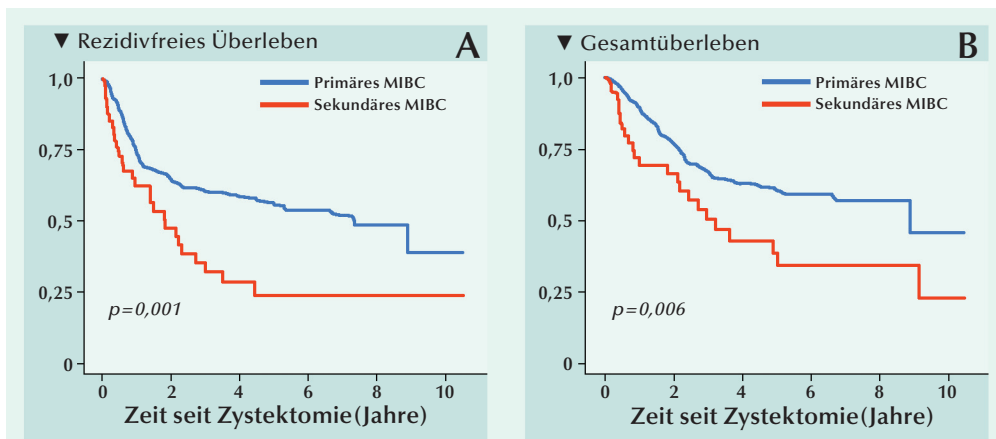 ▼ Rezidivfreies Überleben A
1,0
0,75
0,5
0,25
0
Primäres MIBC
Sekundäres MIBC
p=0,001
0 2 4 6 8 10
Zeit seit Zystektomie (Jahre)
▼ Gesamtüberleben B
1,0
0,75
0,5
0,25
0
Primäres MIBC
Sekundäres MIBC
p=0,006
0 2 4 6 8 10
Zeit seit Zystektomie (Jahre)